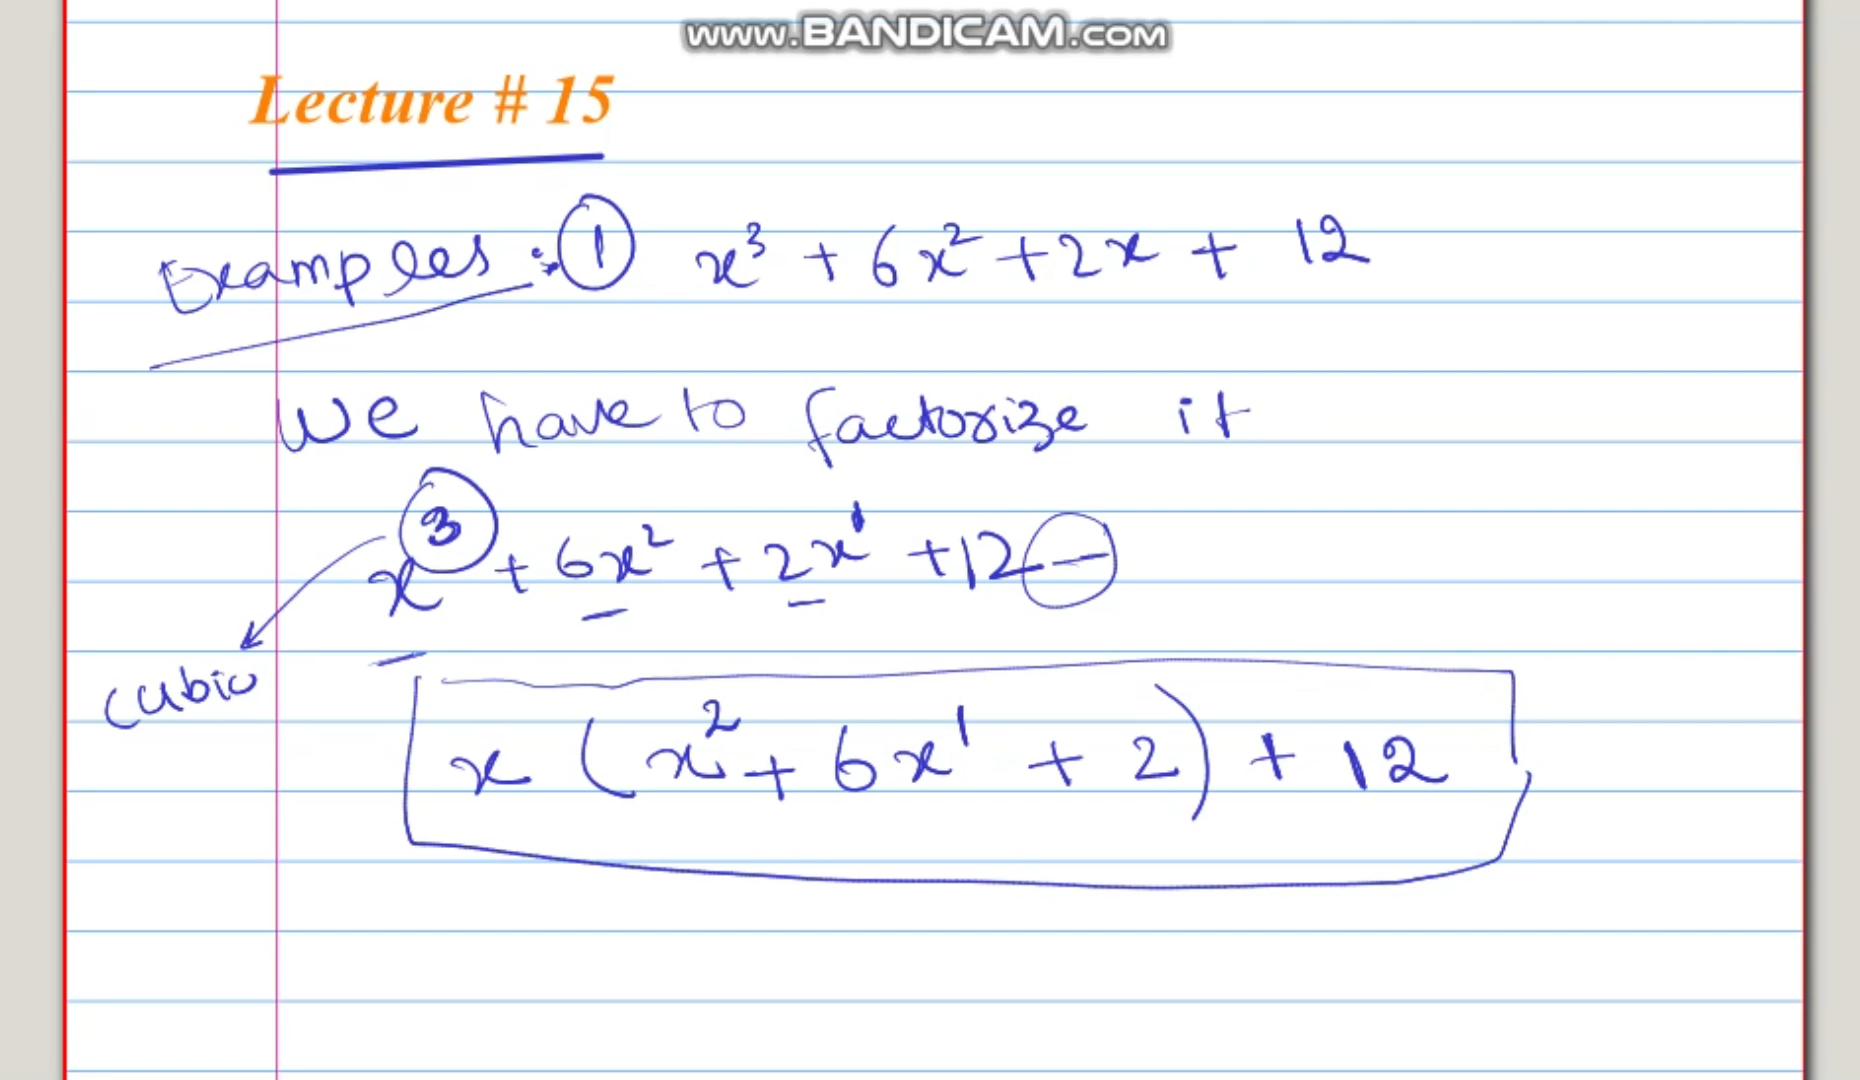 www.BANDICAM.com
Lecture # 15
Examples :① x³ + 6x² + 2x + 12
We have to factorize it
x³ + 6x² + 2x¹ + 12 –
cubic
x (x² + 6x¹ + 2) + 12